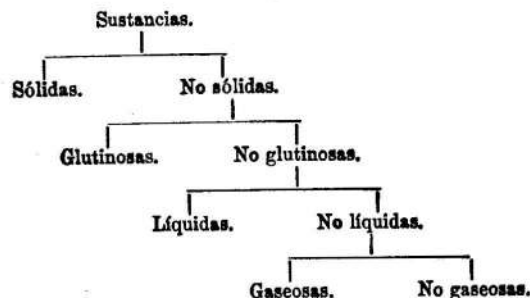 Sustancias.
Sólidas. No sólidas.
Glutinosas. No glutinosas.
Líquidas. No líquidas.
Gaseosas. No gaseosas.